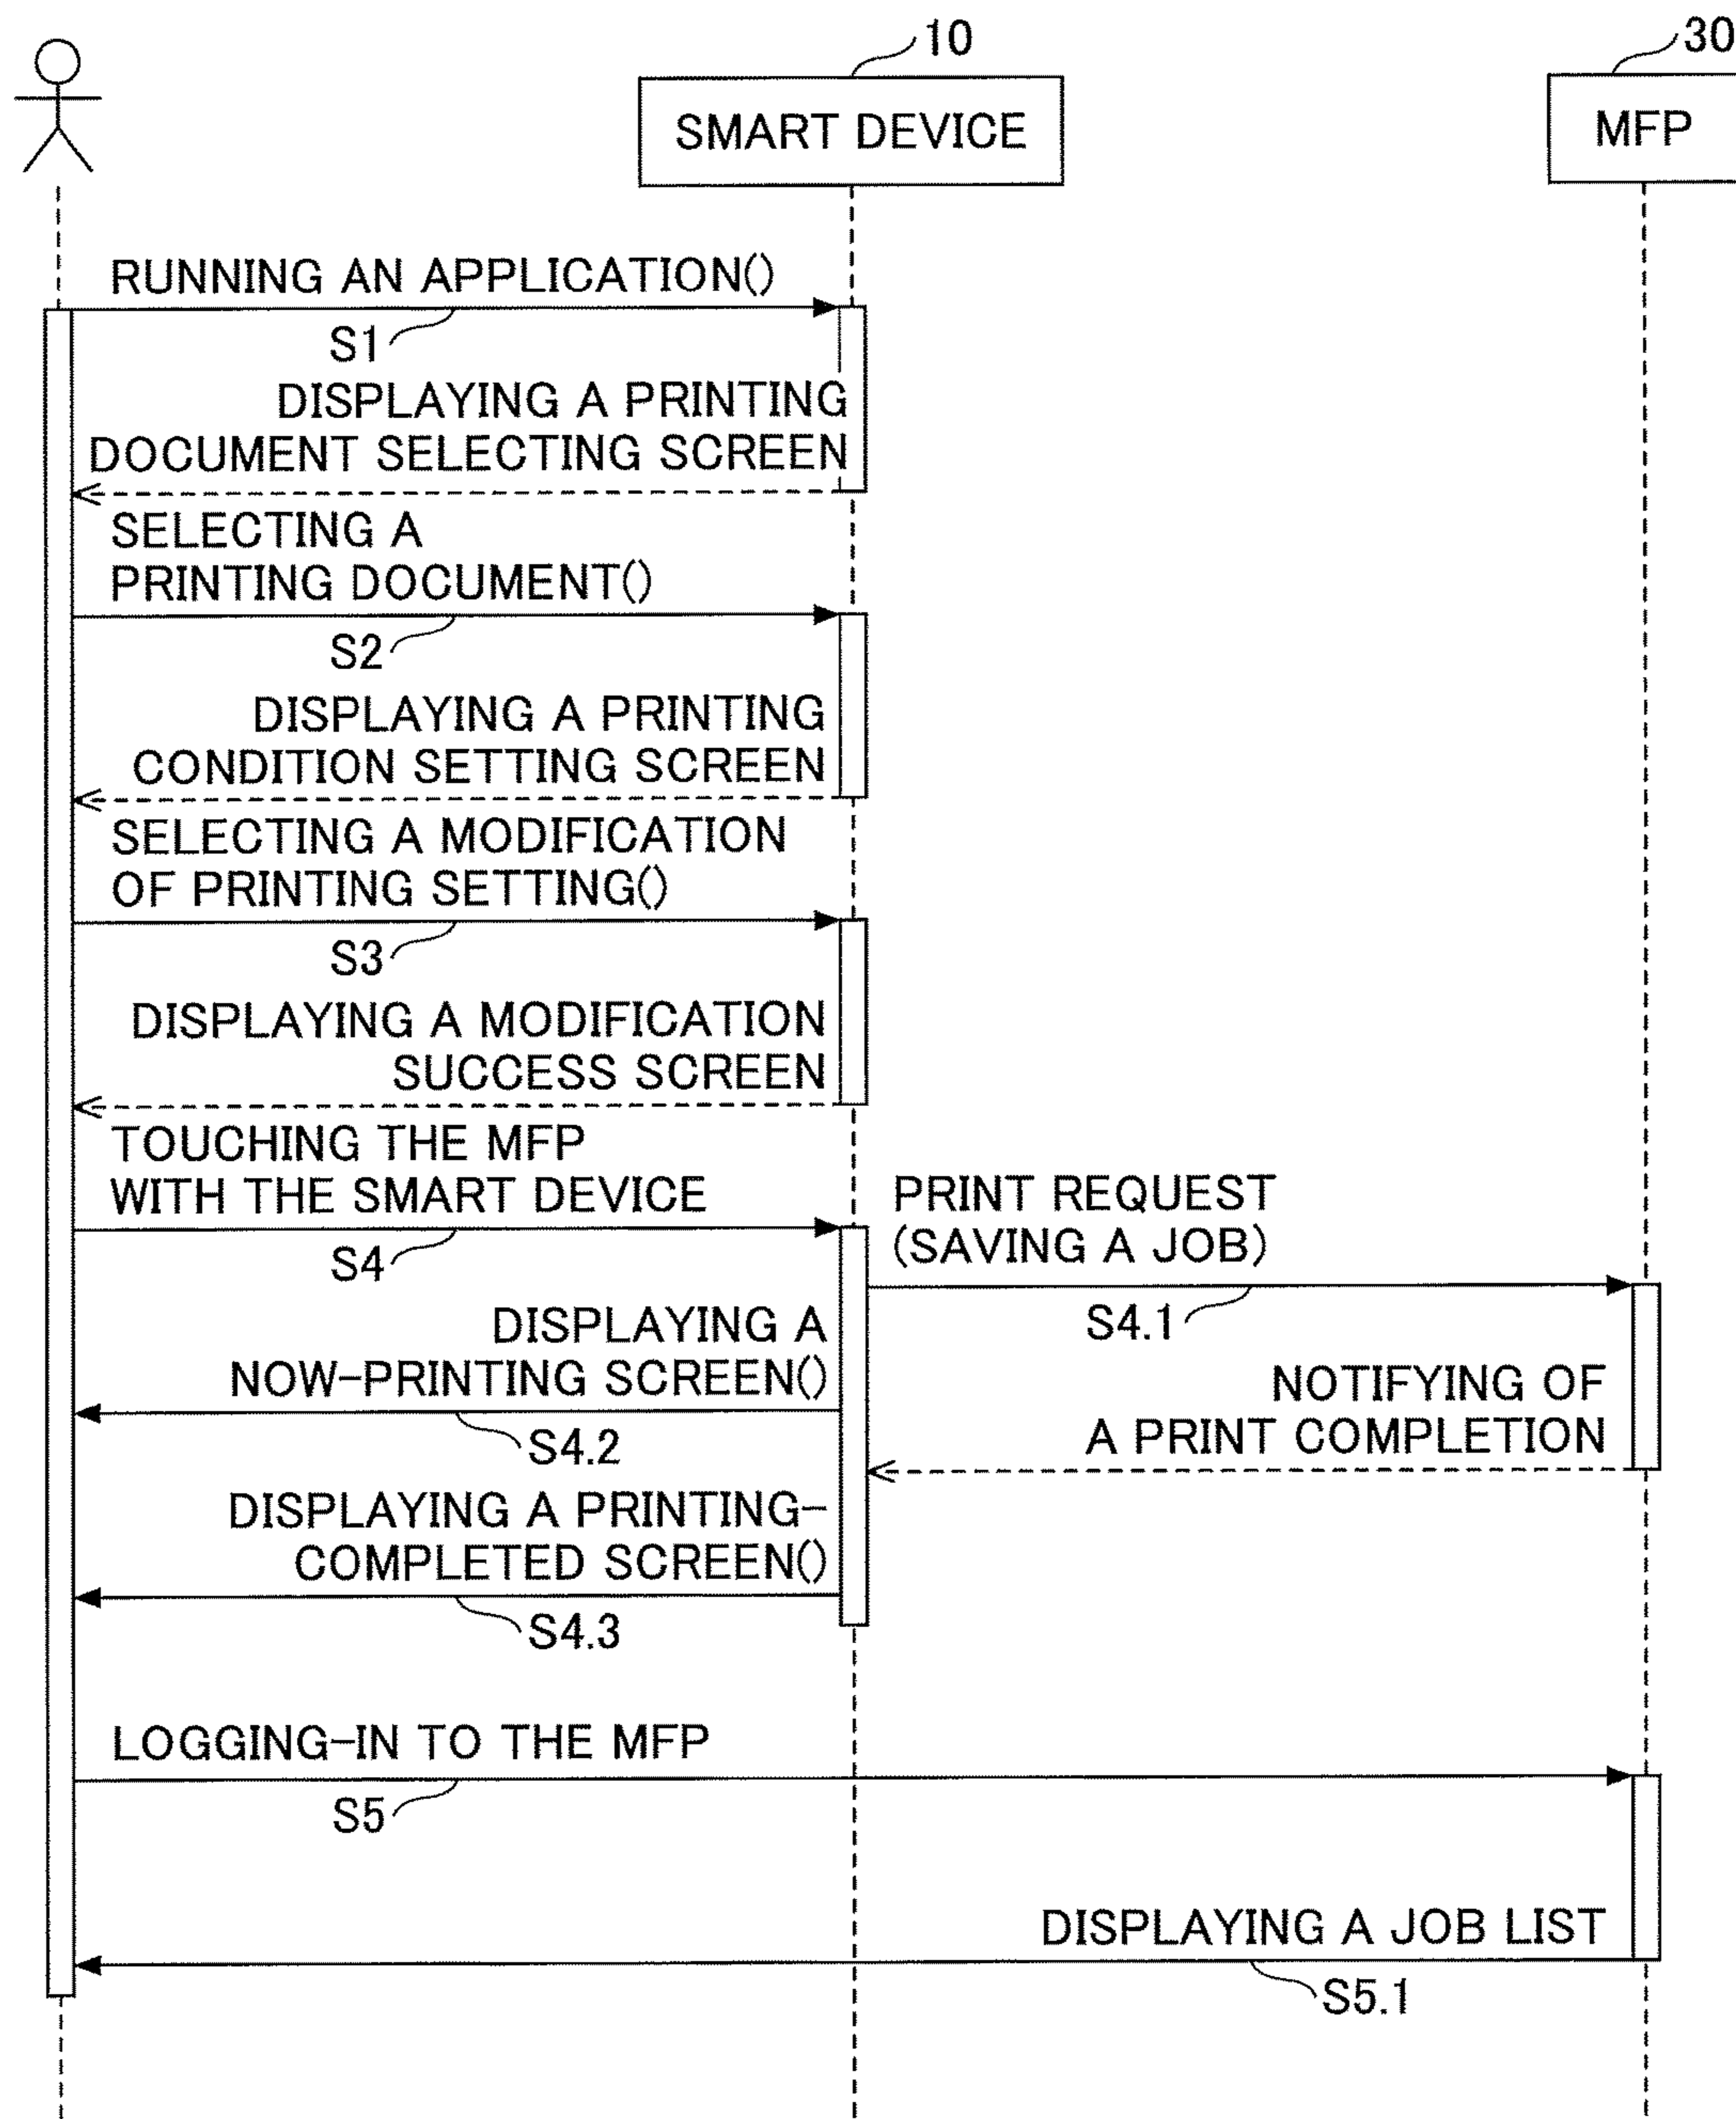 10
30
SMART DEVICE
MFP
RUNNING AN APPLICATION()
S1
DISPLAYING A PRINTING
DOCUMENT SELECTING SCREEN
SELECTING A
PRINTING DOCUMENT()
S2
DISPLAYING A PRINTING
CONDITION SETTING SCREEN
SELECTING A MODIFICATION
OF PRINTING SETTING()
S3
DISPLAYING A MODIFICATION
SUCCESS SCREEN
TOUCHING THE MFP
WITH THE SMART DEVICE
S4
PRINT REQUEST
(SAVING A JOB)
S4.1
DISPLAYING A
NOW-PRINTING SCREEN()
S4.2
NOTIFYING OF
A PRINT COMPLETION
DISPLAYING A PRINTING-
COMPLETED SCREEN()
S4.3
LOGGING-IN TO THE MFP
S5
DISPLAYING A JOB LIST
S5.1